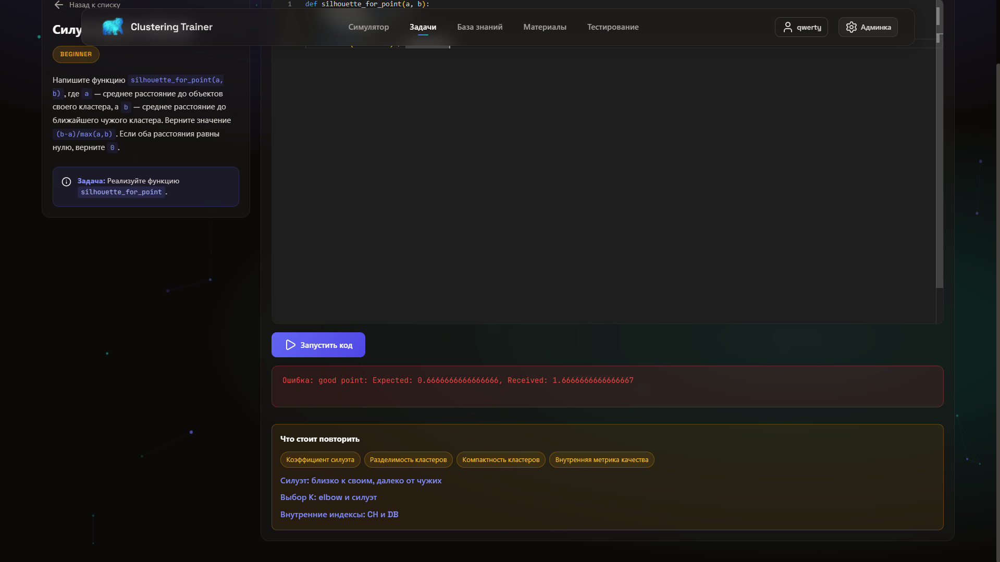 Назад к списку
1 def silhouette_for_point(a, b):
Clustering Trainer
Симулятор
Задачи
База знаний
Материалы
Тестирование
qwerty
Админка
Силу
BEGINNER
Напишите функцию silhouette_for_point(a,
b), где a — среднее расстояние до объектов
своего кластера, а b — среднее расстояние до
ближайшего чужого кластера. Верните значение
(b-a)/max(a,b). Если оба расстояния равны
нулю, верните 0.
Задача: Реализуйте функцию
silhouette_for_point.
Запустить код
Ошибка: good point: Expected: 0.6666666666666666, Received: 1.6666666666666667
Что стоит повторить
Коэффициент силуэта
Разделимость кластеров
Компактность кластеров
Внутренняя метрика качества
Силуэт: близко к своим, далеко от чужих
Выбор K: elbow и силуэт
Внутренние индексы: CH и DB